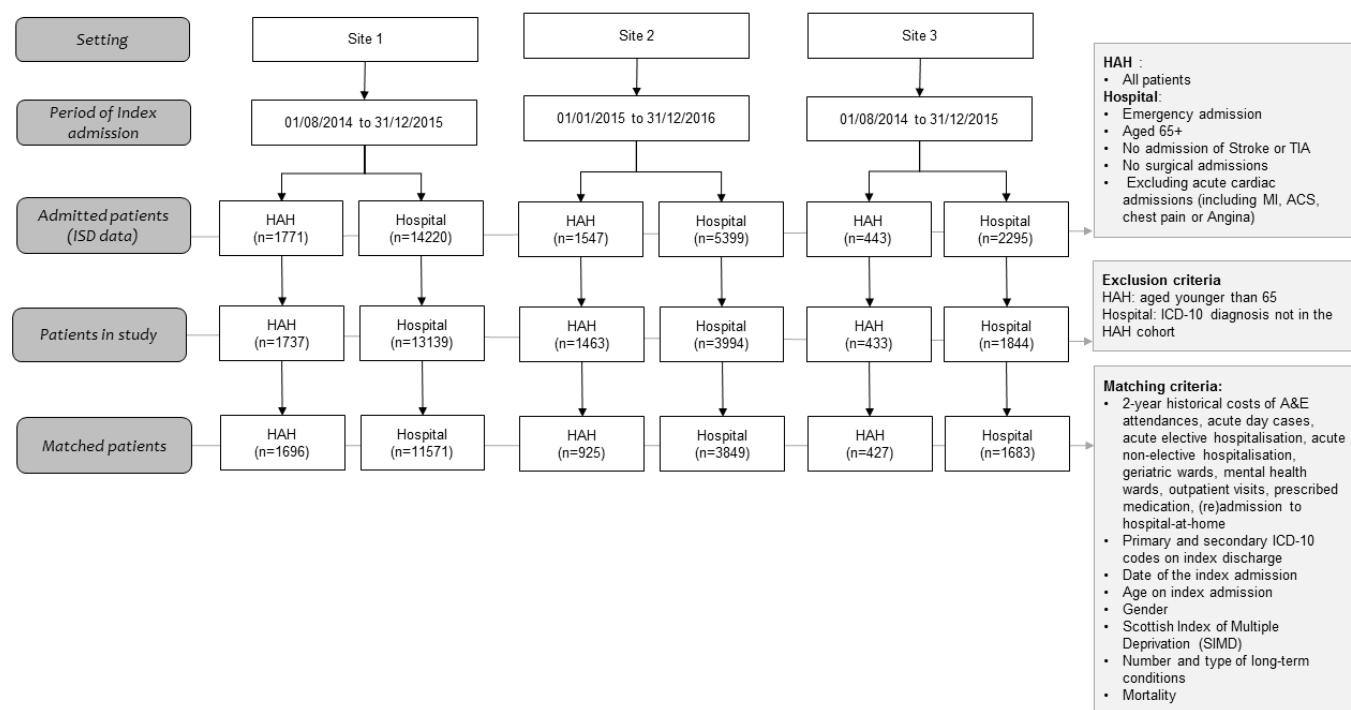 Setting
Site 1
Site 2
Site 3
Period of Index
admission
01/08/2014 to 31/12/2015
01/01/2015 to 31/12/2016
01/08/2014 to 31/12/2015
HAH :
• All patients
Hospital:
• Emergency admission
• Aged 65+
• No admission of Stroke or TIA
• No surgical admissions
• Excluding acute cardiac
admissions (including MI, ACS,
chest pain or Angina)
Admitted patients
(ISD data)
HAH
(n=1771)
Hospital
(n=14220)
HAH
(n=1547)
Hospital
(n=5399)
HAH
(n=443)
Hospital
(n=2295)
Patients in study
HAH
(n=1737)
Hospital
(n=13139)
HAH
(n=1463)
Hospital
(n=3994)
HAH
(n=433)
Hospital
(n=1844)
Exclusion criteria
HAH: aged younger than 65
Hospital: ICD-10 diagnosis not in the
HAH cohort
Matched patients
HAH
(n=1696)
Hospital
(n=11571)
HAH
(n=925)
Hospital
(n=3849)
HAH
(n=427)
Hospital
(n=1683)
Matching criteria:
• 2-year historical costs of A&E
attendances, acute day cases,
acute elective hospitalisation, acute
non-elective hospitalisation,
geriatric wards, mental health
wards, outpatient visits, prescribed
medication, (re)admission to
hospital-at-home
• Primary and secondary ICD-10
codes on index discharge
• Date of the index admission
• Age on index admission
• Gender
• Scottish Index of Multiple
Deprivation (SIMD)
• Number and type of long-term
conditions
• Mortality